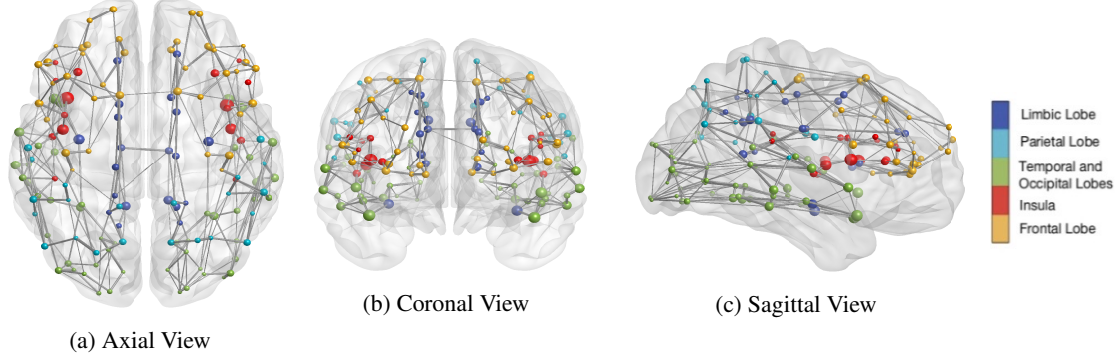 Limbic Lobe
Parietal Lobe
Temporal and
Occipital Lobes
Insula
Frontal Lobe
(a) Axial View
(b) Coronal View
(c) Sagittal View